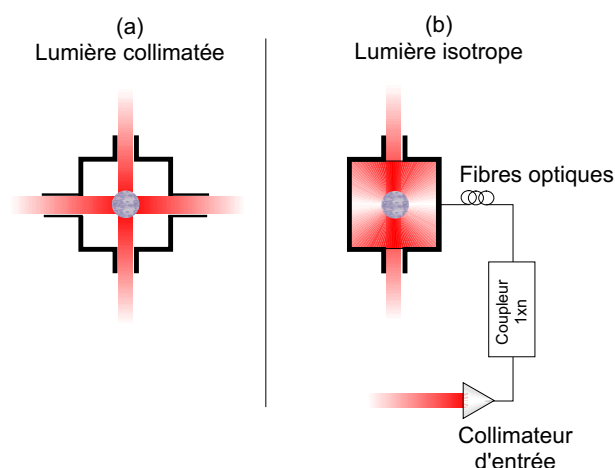 (a)
Lumière collimatée
(b)
Lumière isotrope
Fibres optiques
Coupleur
1xn
Collimateur
d'entrée